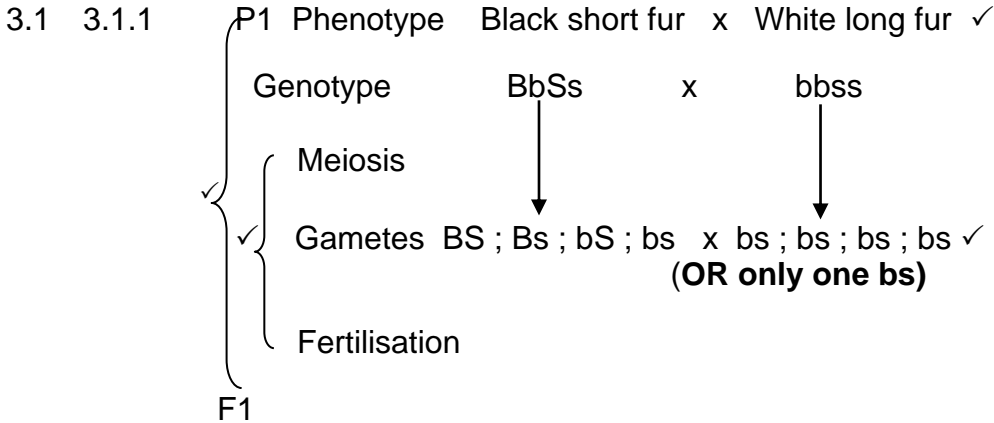 3.1 3.1.1 P1 Phenotype Black short fur x White long fur ✓
Genotype BbSs x bbss
Meiosis
✓
✓ Gametes BS ; Bs ; bS ; bs x bs ; bs ; bs ; bs ✓
(OR only one bs)
Fertilisation
F1